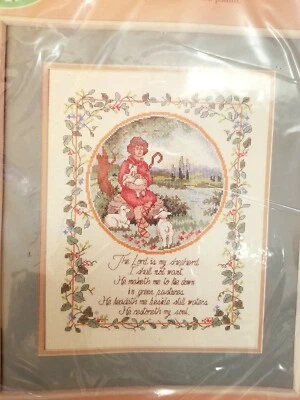 The Lord is my shepherd
I shall not want.
He maketh me to lie down
in green pastures.
He leadeth me beside still waters.
He restoreth my soul.